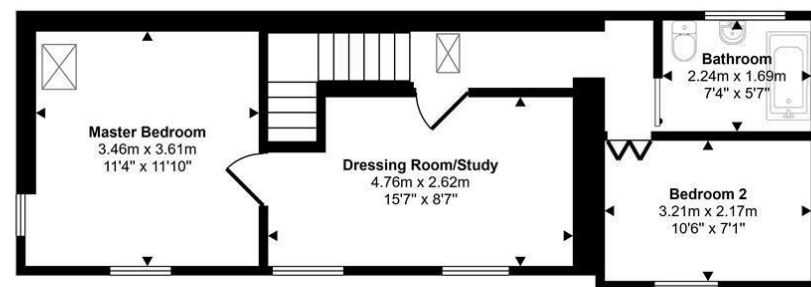 Master Bedroom
3.46m x 3.61m
11'4" x 11'10"
Dressing Room/Study
4.76m x 2.62m
15'7" x 8'7"
Bathroom
2.24m x 1.69m
7'4" x 5'7"
Bedroom 2
3.21m x 2.17m
10'6" x 7'1"